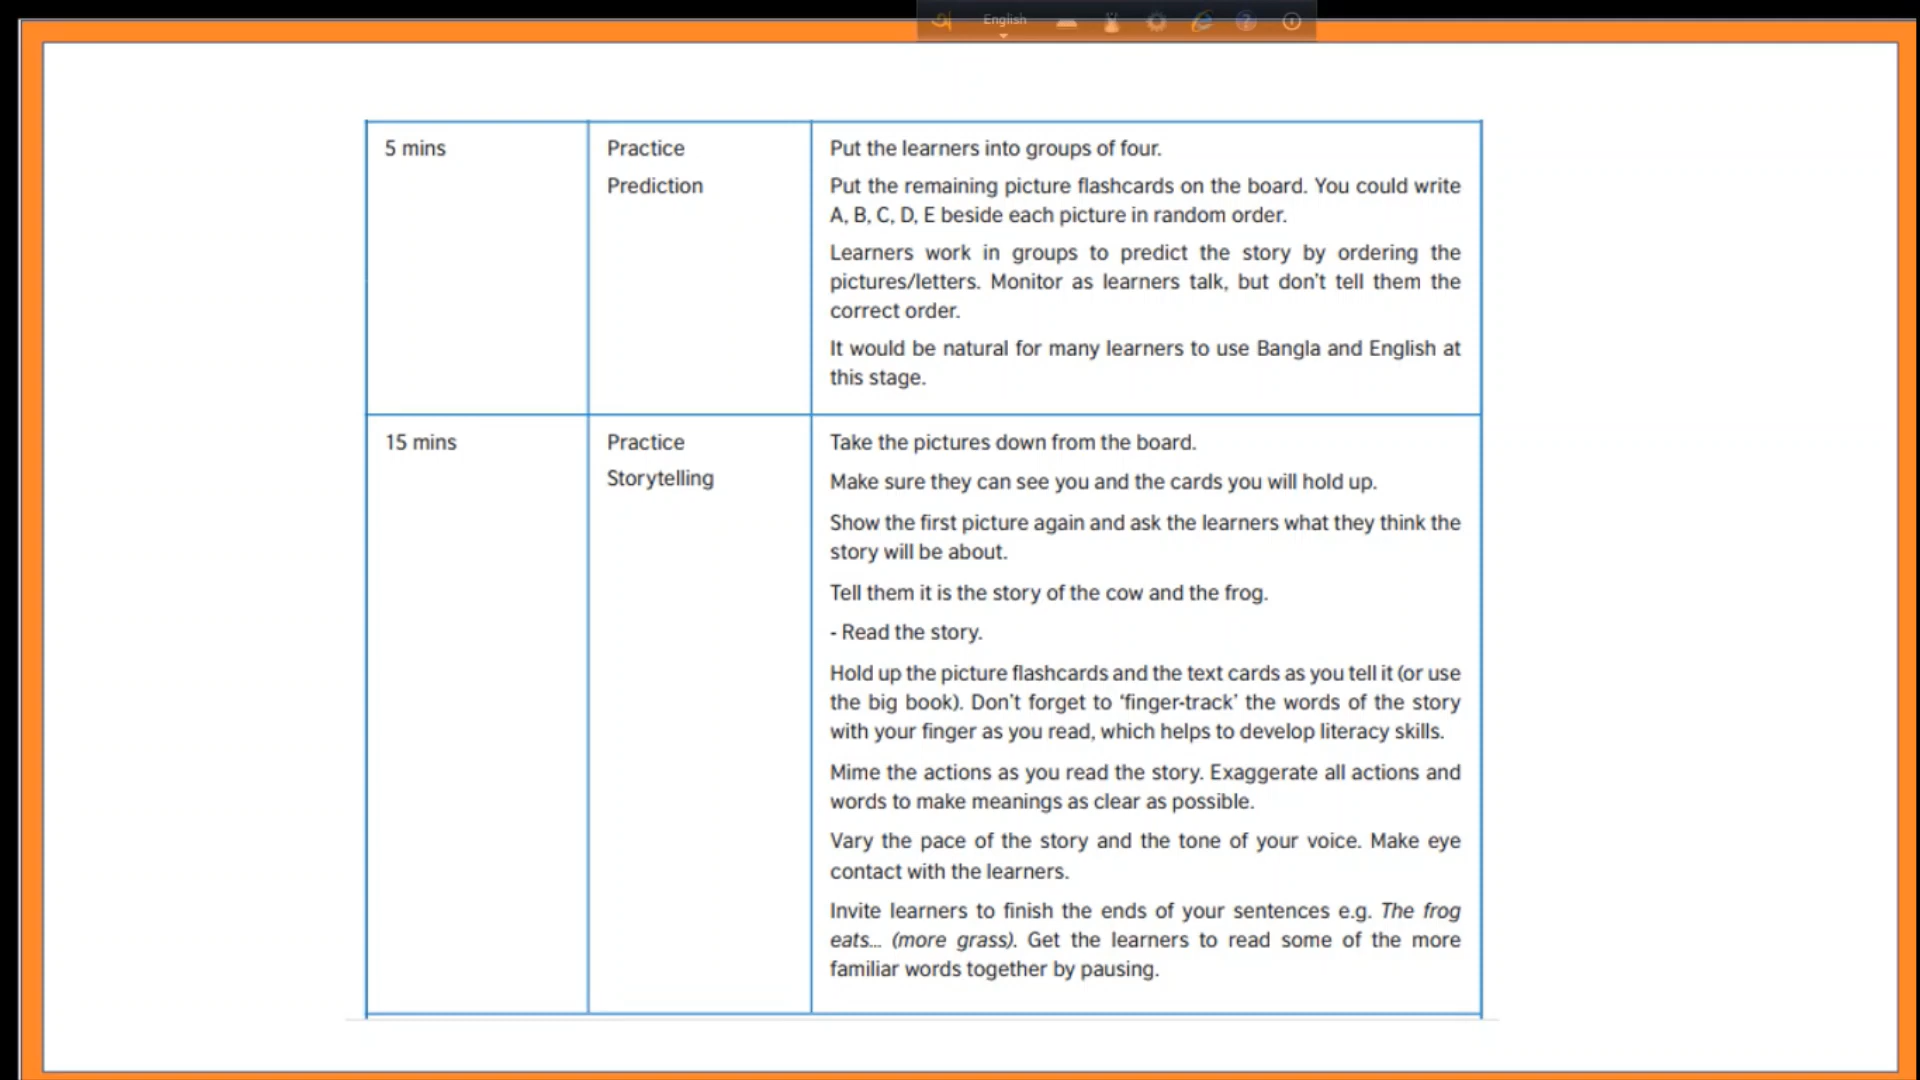 অ
English
5 mins
Practice
Prediction
Put the learners into groups of four.
Put the remaining picture flashcards on the board. You could write
A, B, C, D, E beside each picture in random order.
Learners work in groups to predict the story by ordering the
pictures/letters. Monitor as learners talk, but don't tell them the
correct order.
It would be natural for many learners to use Bangla and English at
this stage.
15 mins
Practice
Storytelling
Take the pictures down from the board.
Make sure they can see you and the cards you will hold up.
Show the first picture again and ask the learners what they think the
story will be about.
Tell them it is the story of the cow and the frog.
- Read the story.
Hold up the picture flashcards and the text cards as you tell it (or use
the big book). Don't forget to ‘finger-track’ the words of the story
with your finger as you read, which helps to develop literacy skills.
Mime the actions as you read the story. Exaggerate all actions and
words to make meanings as clear as possible.
Vary the pace of the story and the tone of your voice. Make eye
contact with the learners.
Invite learners to finish the ends of your sentences e.g. The frog
eats... (more grass). Get the learners to read some of the more
familiar words together by pausing.